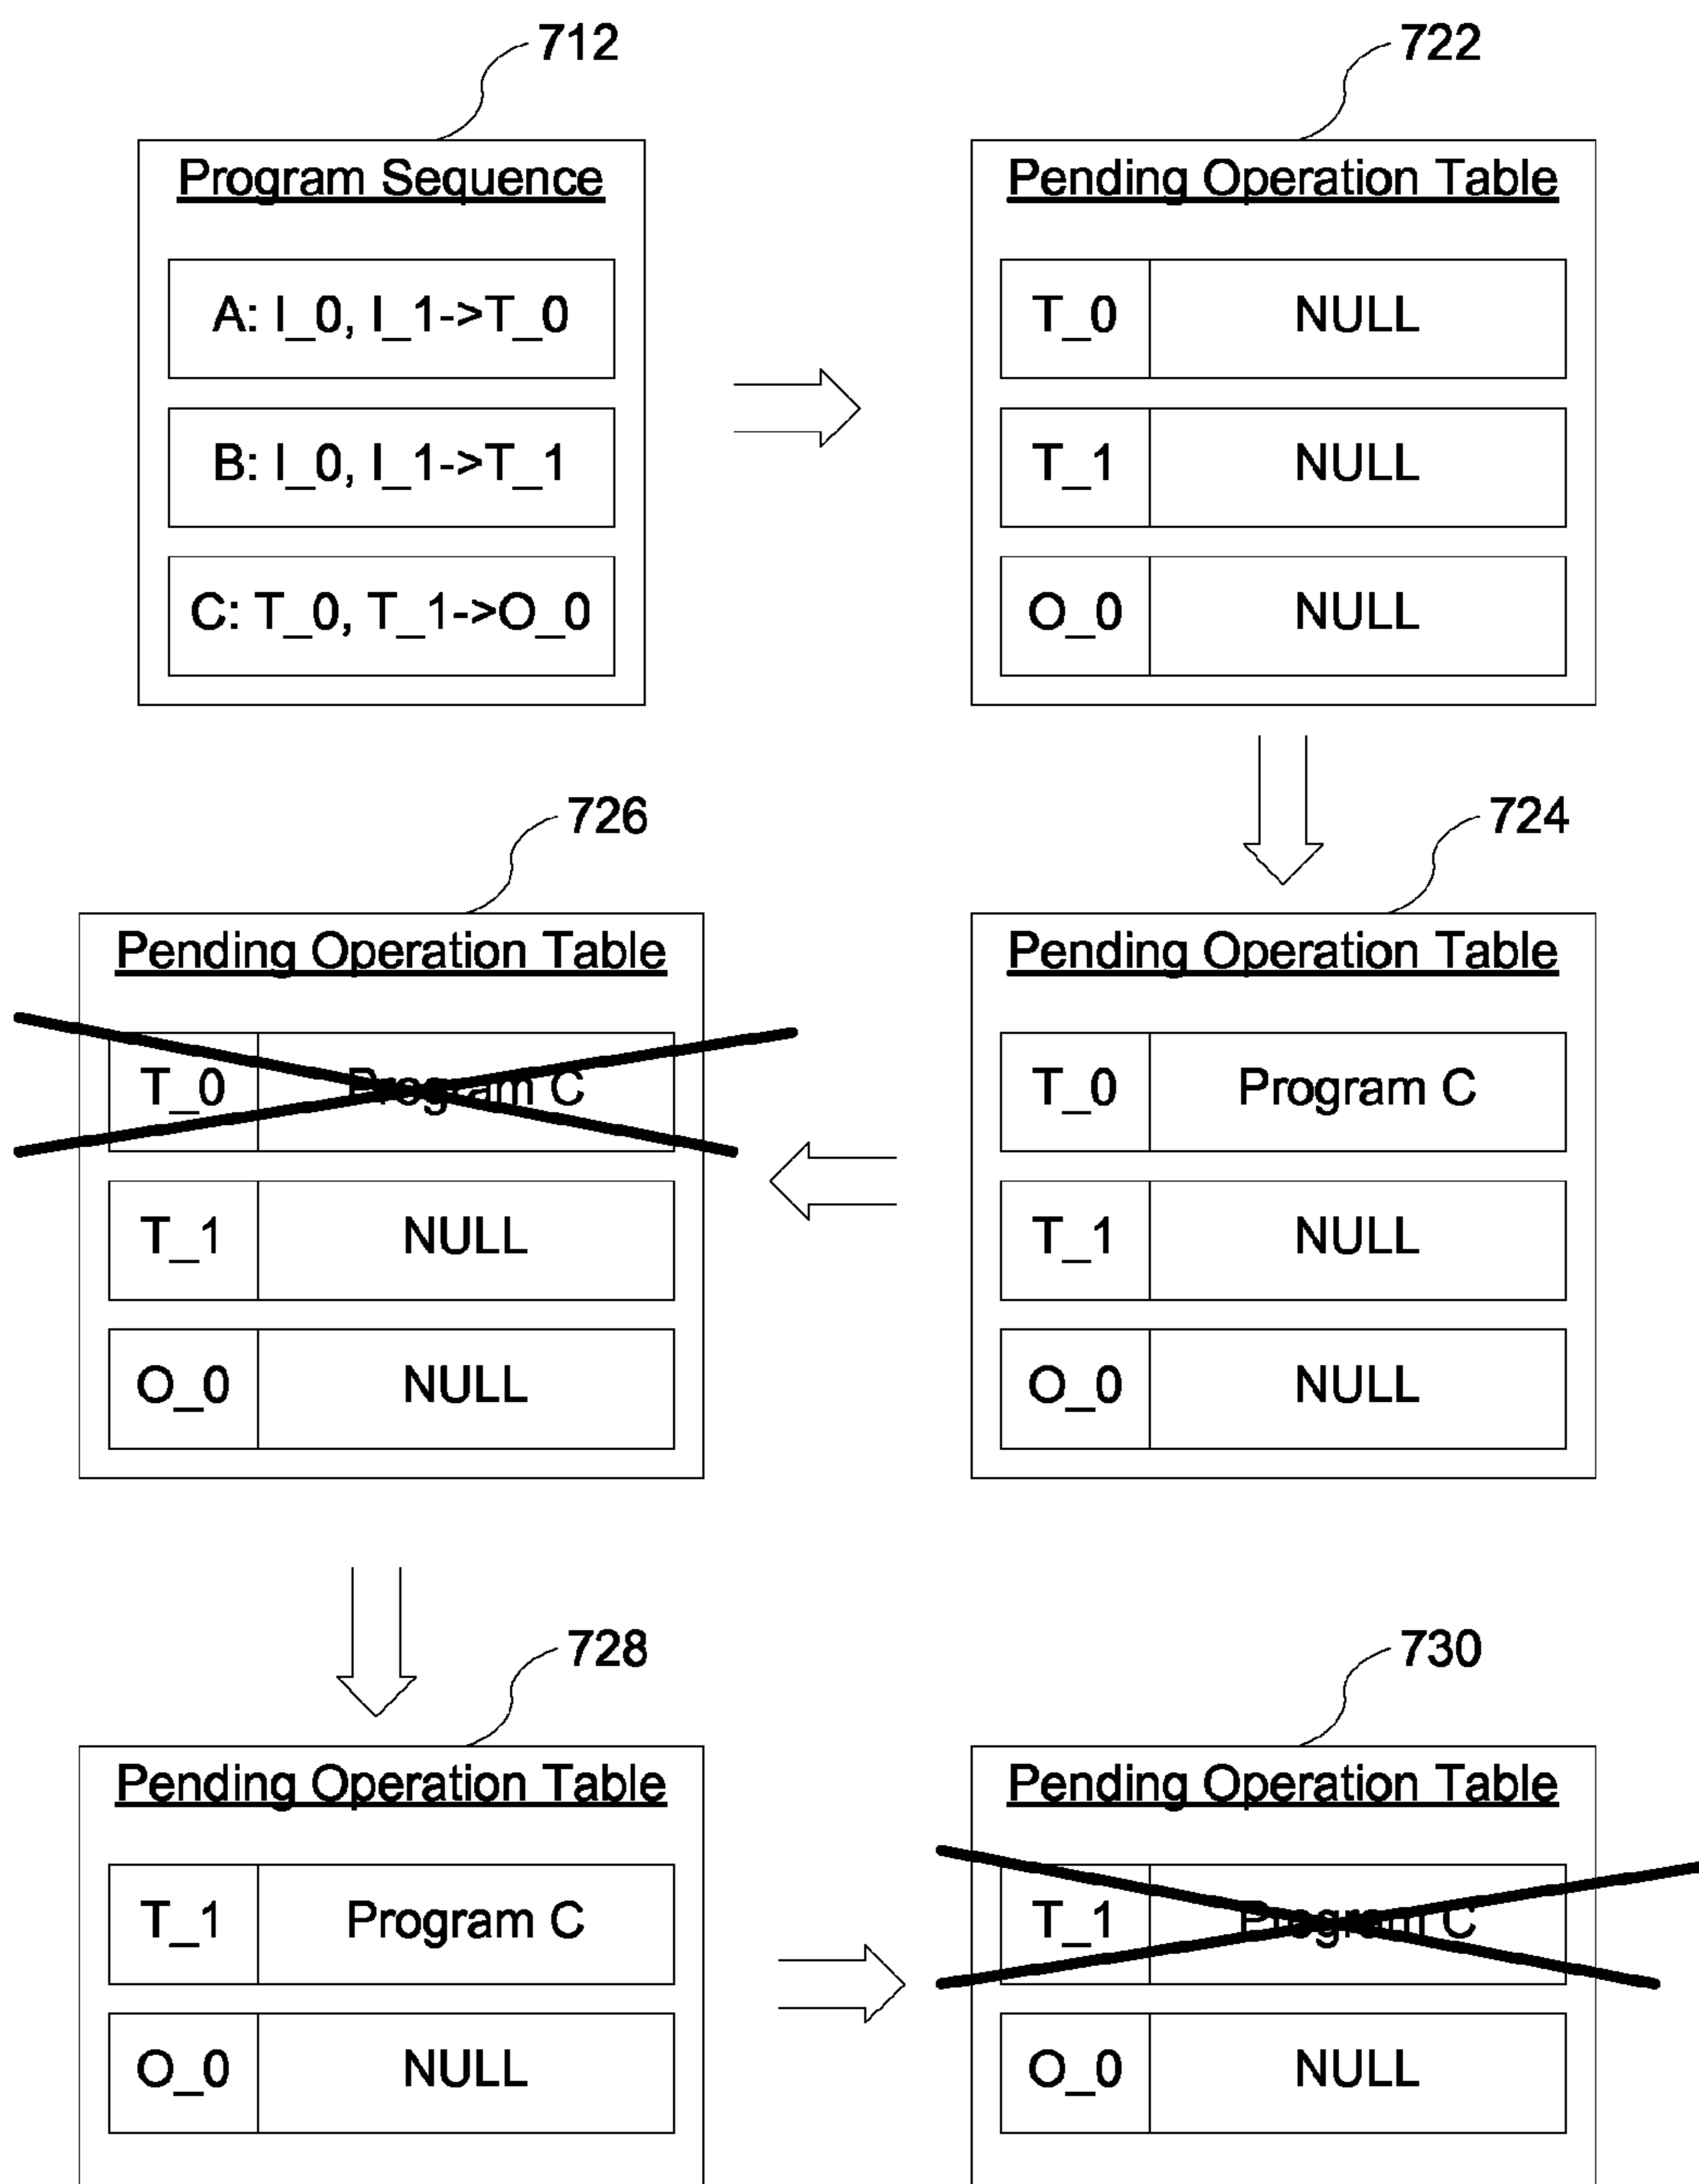 712
Program Sequence
A: I_0, I_1->T_0
B: I_0, I_1->T_1
C: T_0, T_1->O_0
722
Pending Operation Table
T_0 NULL
T_1 NULL
O_0 NULL
724
Pending Operation Table
T_0 Program C
T_1 NULL
O_0 NULL
726
Pending Operation Table
T_0 Program C
T_1 NULL
O_0 NULL
728
Pending Operation Table
T_1 Program C
O_0 NULL
730
Pending Operation Table
T_1 Program C
O_0 NULL